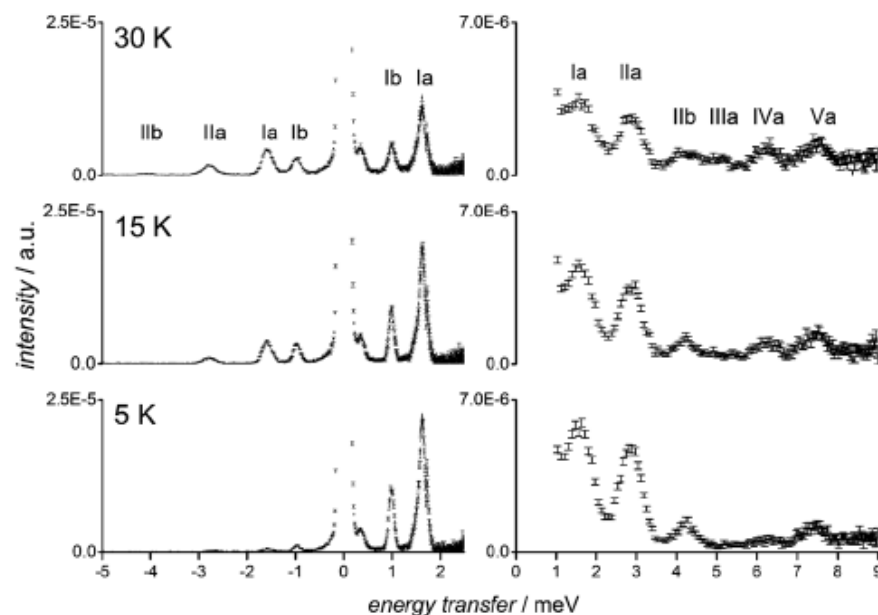 30 K
2.5E-5
0.0
IIb IIa Ia Ib
Ib Ia
7.0E-6
0.0
Ia IIa IIb IIIa IVa Va
15 K
2.5E-5
0.0
7.0E-6
0.0
5 K
2.5E-5
0.0
7.0E-6
0.0
intensity / a.u.
-5 -4 -3 -2 -1 0 1 2
0 1 2 3 4 5 6 7 8 9
energy transfer / meV